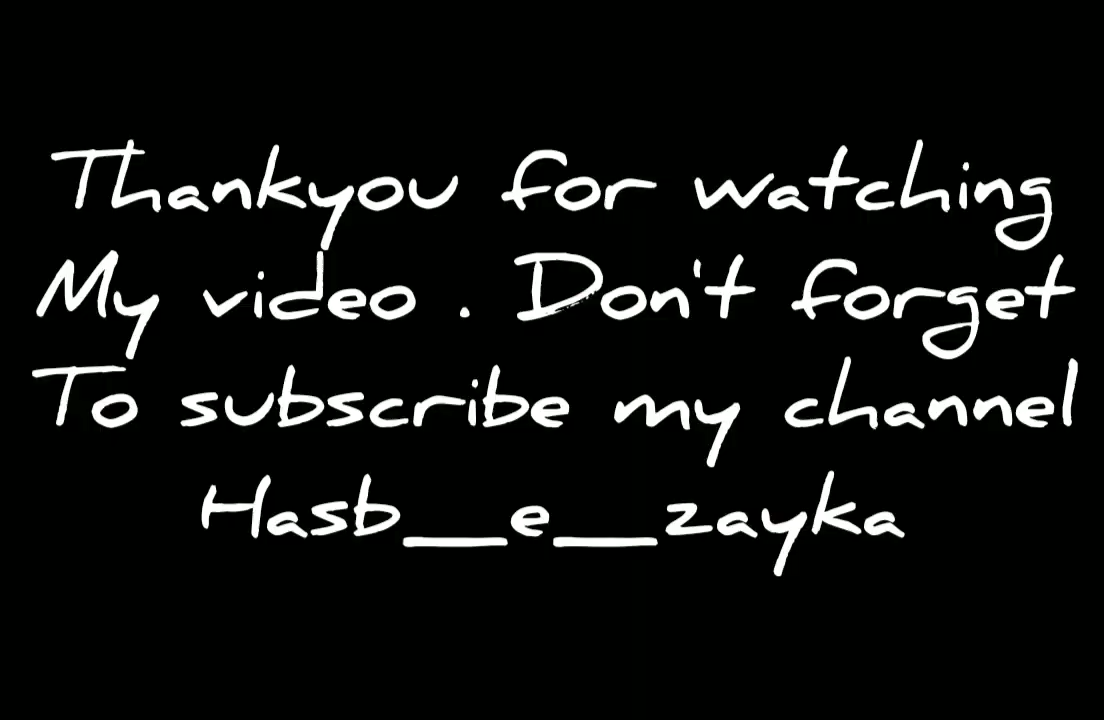 Thankyou for watching
My video . Don't forget
To subscribe my channel
Hasb__e__zayka